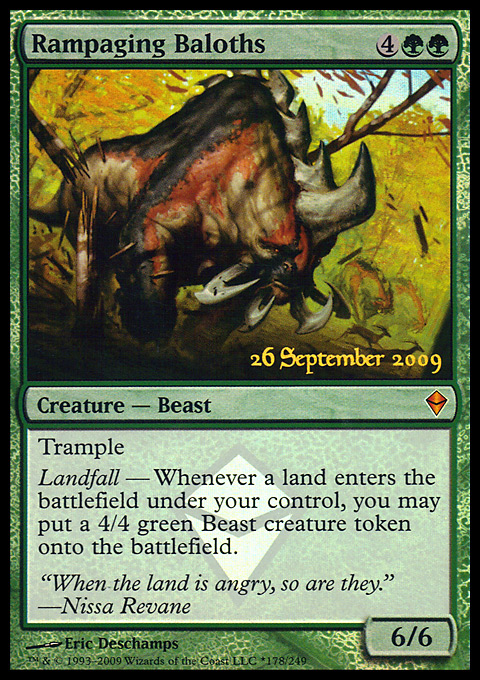 Rampaging Baloths 4
26 September 2009
Creature — Beast
Trample
Landfall — Whenever a land enters the
battlefield under your control, you may
put a 4/4 green Beast creature token
onto the battlefield.
“When the land is angry, so are they.”
—Nissa Revane
6/6
Eric Deschamps
™ & © 1993–2009 Wizards of the Coast LLC *178/249